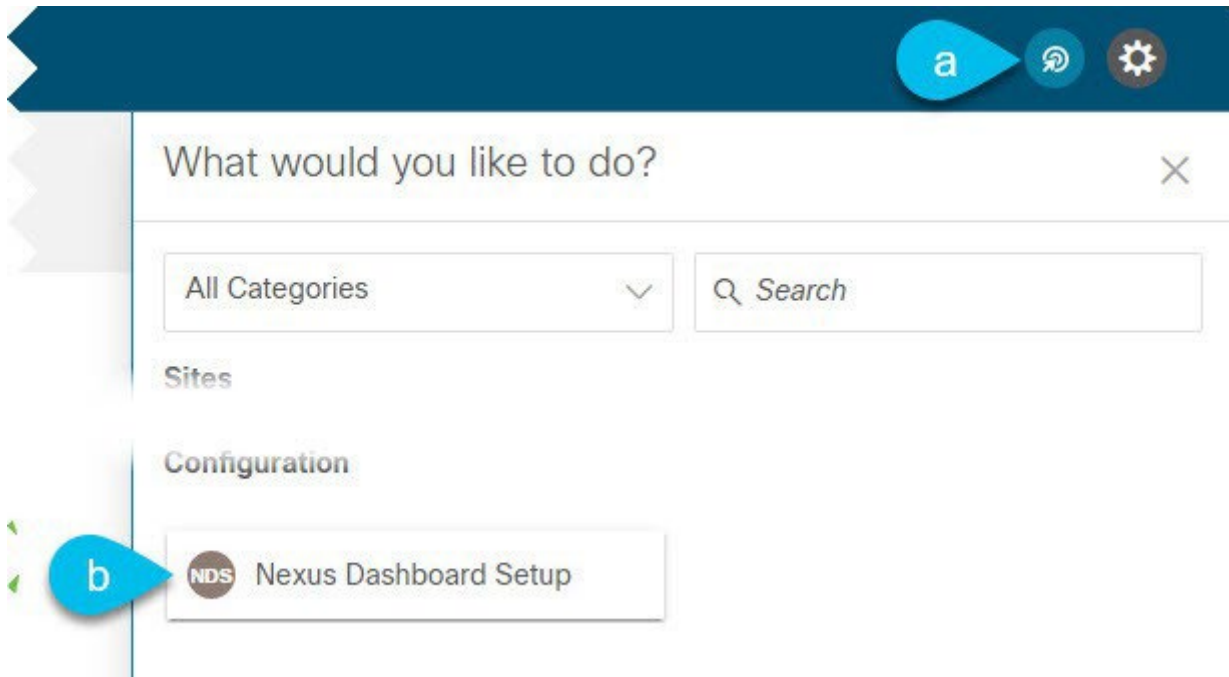 a
What would you like to do?
All Categories
Search
Sites
Configuration
b
NDS Nexus Dashboard Setup